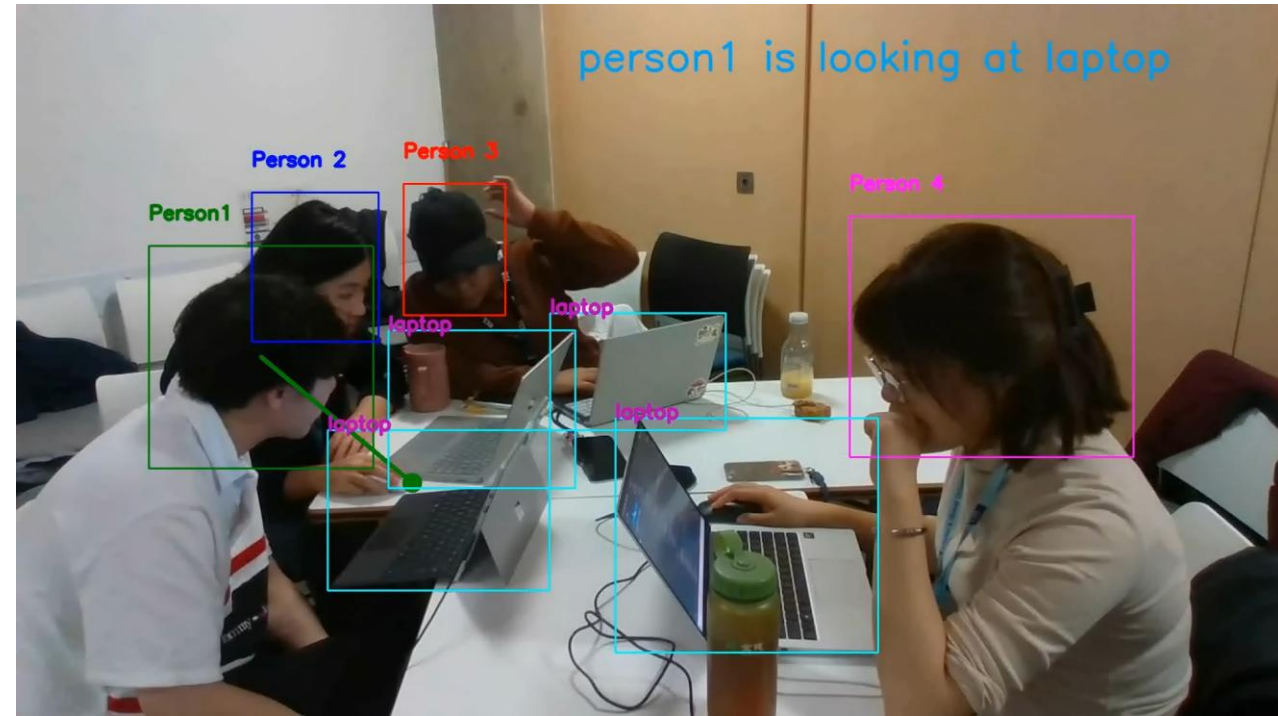 person1 is looking at laptop
Person 3
Person 2
Person 4
Person1
laptop
laptop
laptop
laptop